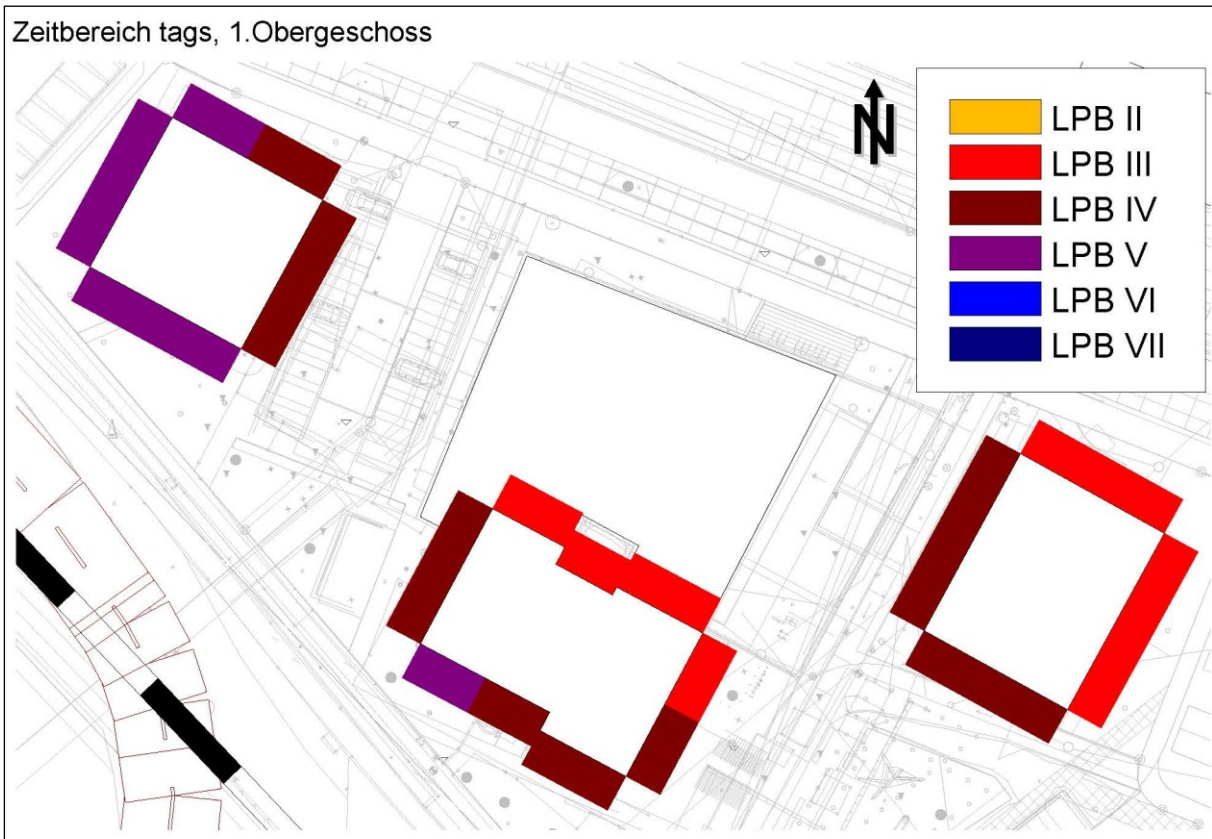 Zeitbereich tags, 1.Obergeschoss
N
LPB II
LPB III
LPB IV
LPB V
LPB VI
LPB VII